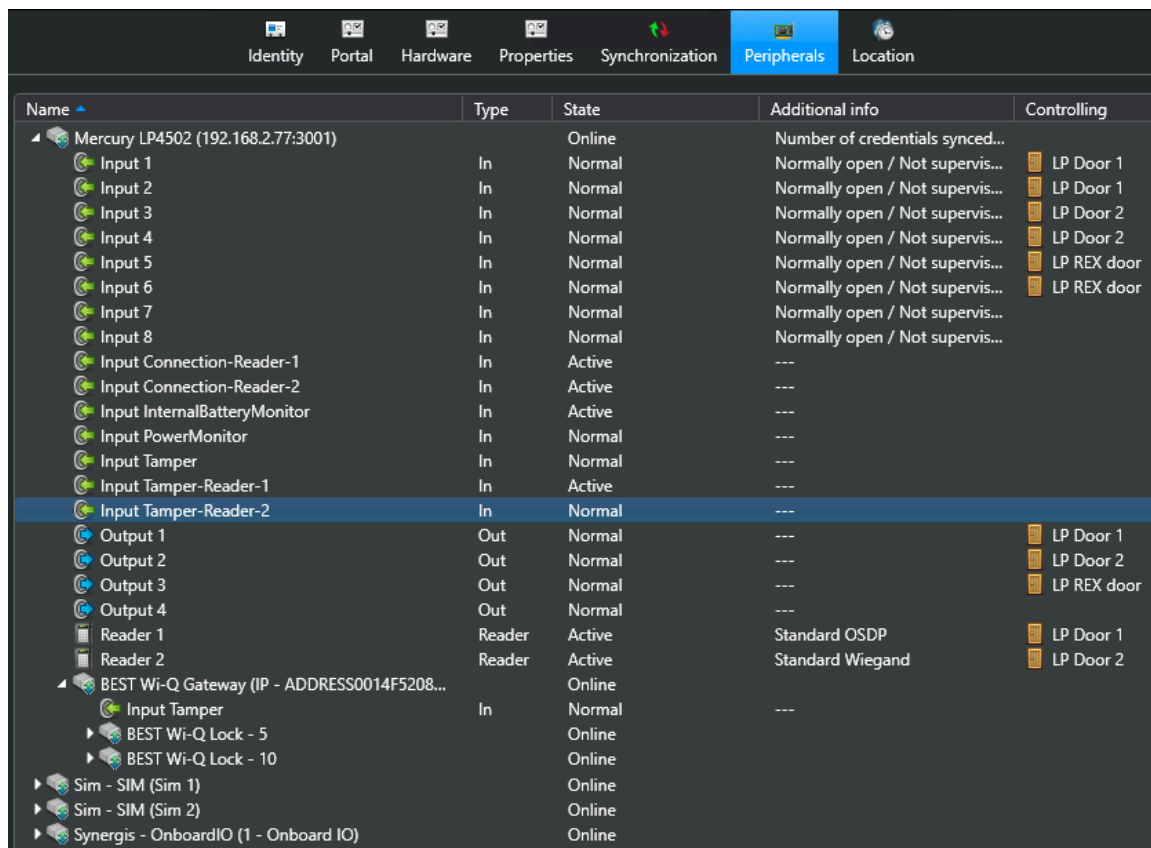 Identity Portal Hardware Properties Synchronization Peripherals Location
Name Type State Additional info Controlling
Mercury LP4502 (192.168.2.77:3001) Online Number of credentials synced...
Input 1 In Normal Normally open / Not supervis... LP Door 1
Input 2 In Normal Normally open / Not supervis... LP Door 1
Input 3 In Normal Normally open / Not supervis... LP Door 2
Input 4 In Normal Normally open / Not supervis... LP Door 2
Input 5 In Normal Normally open / Not supervis... LP REX door
Input 6 In Normal Normally open / Not supervis... LP REX door
Input 7 In Normal Normally open / Not supervis...
Input 8 In Normal Normally open / Not supervis...
Input Connection-Reader-1 In Active ---
Input Connection-Reader-2 In Active ---
Input InternalBatteryMonitor In Active ---
Input PowerMonitor In Normal ---
Input Tamper In Normal ---
Input Tamper-Reader-1 In Active ---
Input Tamper-Reader-2 In Normal ---
Output 1 Out Normal --- LP Door 1
Output 2 Out Normal --- LP Door 2
Output 3 Out Normal --- LP REX door
Output 4 Out Normal ---
Reader 1 Reader Active Standard OSDP LP Door 1
Reader 2 Reader Active Standard Wiegand LP Door 2
BEST Wi-Q Gateway (IP - ADDRESS0014F5208... Online
Input Tamper In Normal ---
BEST Wi-Q Lock - 5 Online
BEST Wi-Q Lock - 10 Online
Sim - SIM (Sim 1) Online
Sim - SIM (Sim 2) Online
Synergis - OnboardIO (1 - Onboard IO) Online